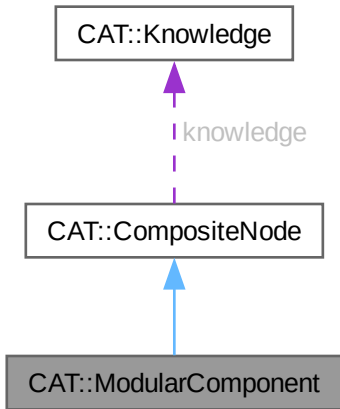 CAT::Knowledge
knowledge
CAT::CompositeNode
CAT::ModularComponent